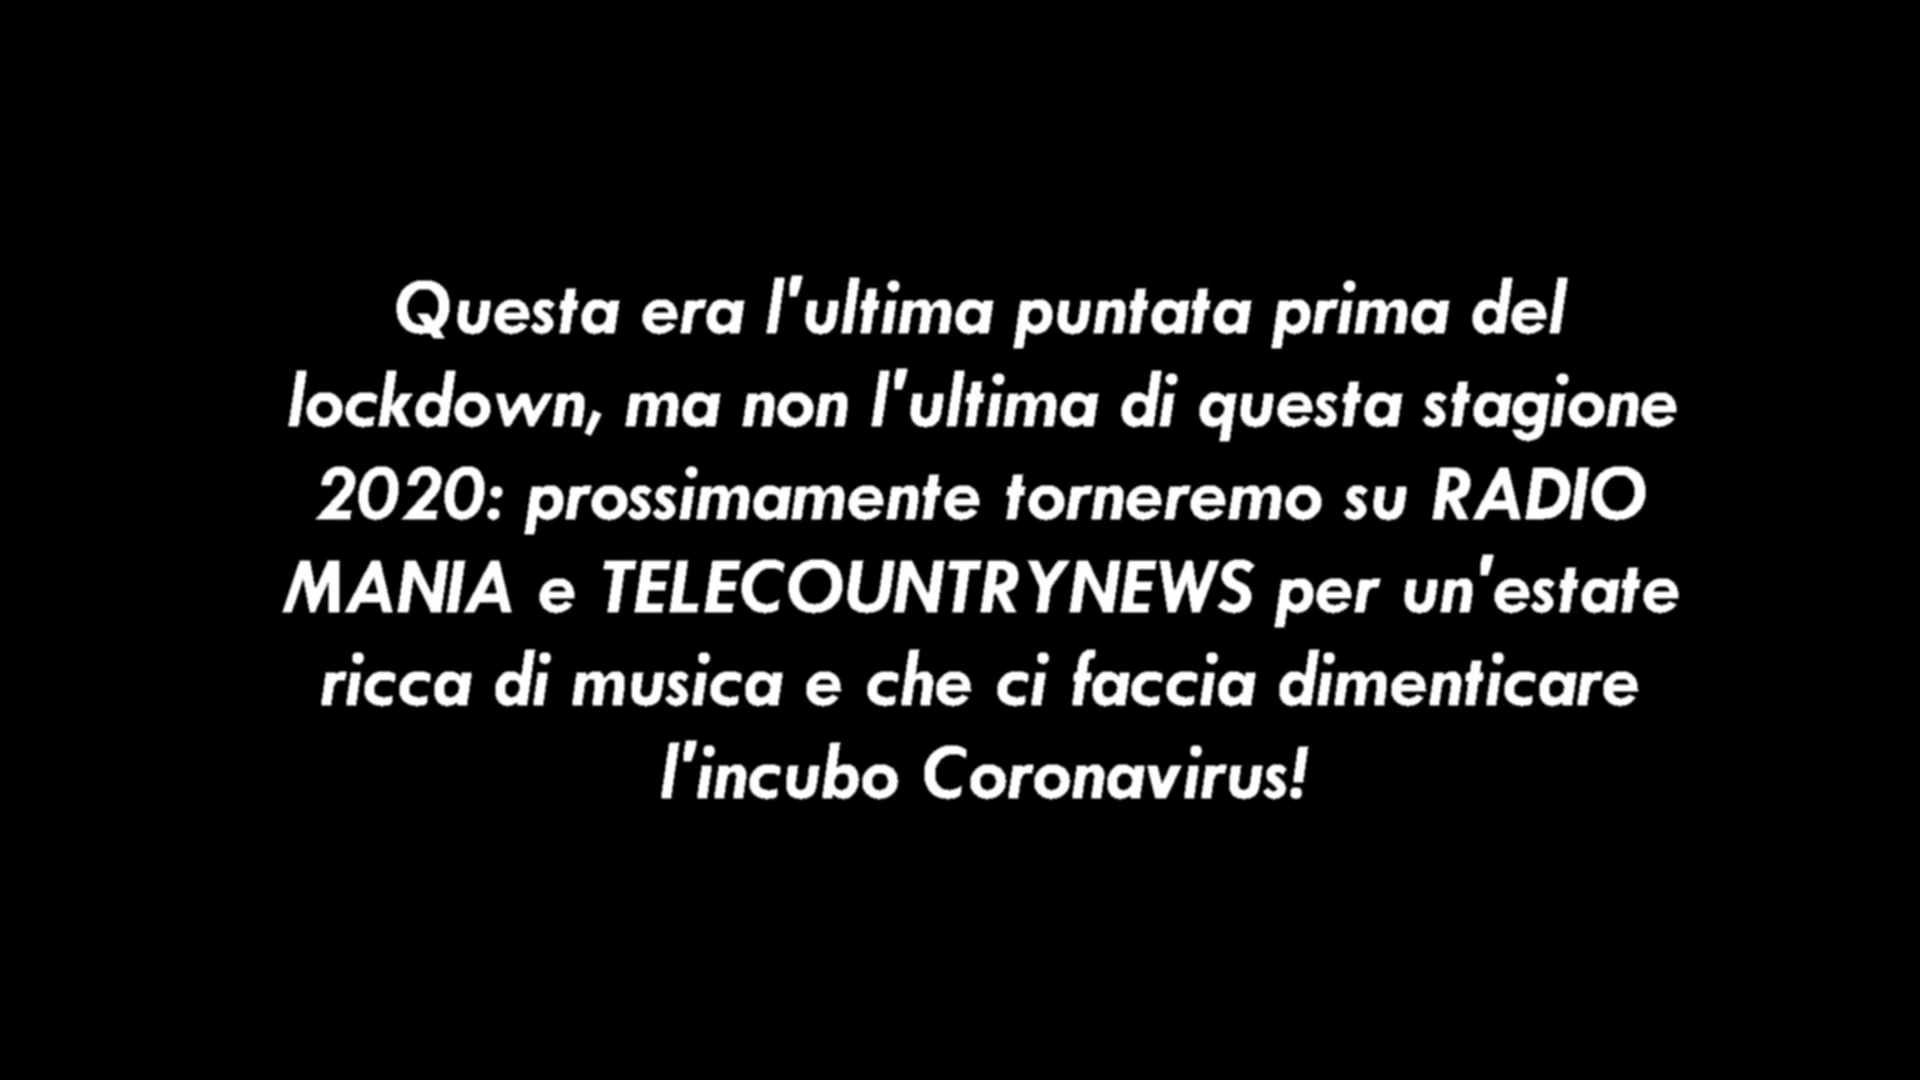 Questa era l'ultima puntata prima del
lockdown, ma non l'ultima di questa stagione
2020: prossimamente torneremo su RADIO
MANIA e TELECOUNTRYNEWS per un'estate
ricca di musica e che ci faccia dimenticare
l'incubo Coronavirus!